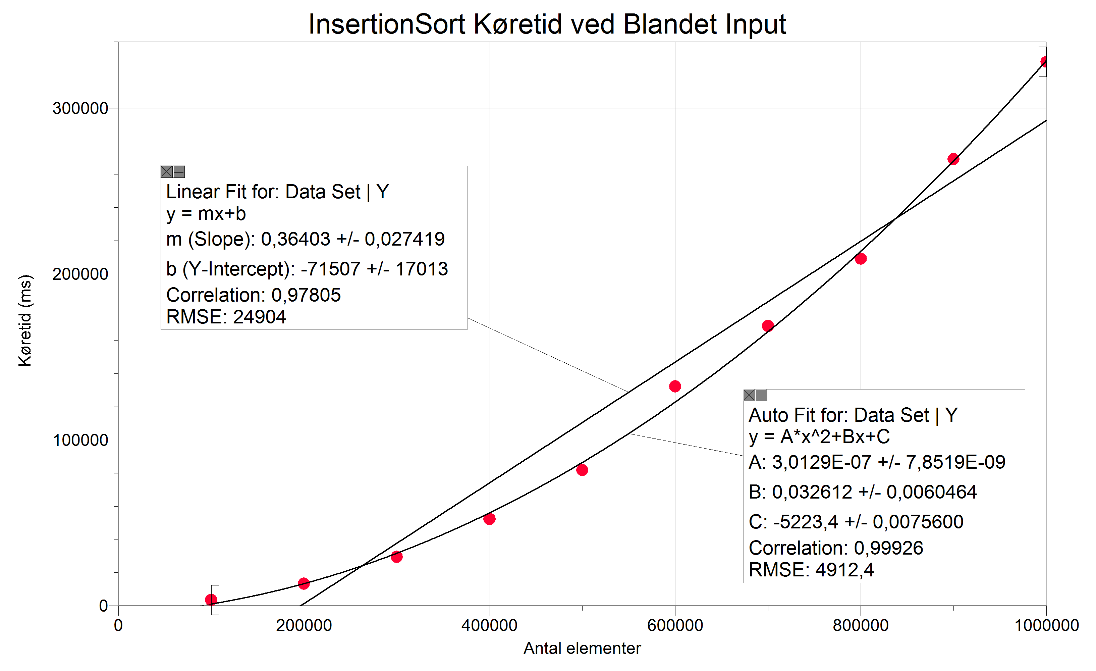 InsertionSort Køretid ved Blandet Input
300000
200000
100000
0
Køretid (ms)
Linear Fit for: Data Set | Y
y = mx+b
m (Slope): 0,36403 +/- 0,027419
b (Y-Intercept): -71507 +/- 17013
Correlation: 0,97805
RMSE: 24904
Auto Fit for: Data Set | Y
y = A*x^2+Bx+C
A: 3,0129E-07 +/- 7,8519E-09
B: 0,032612 +/- 0,0060464
C: -5223,4 +/- 0,0075600
Correlation: 0,99926
RMSE: 4912,4
0 200000 400000 600000 800000 1000000
Antal elementer